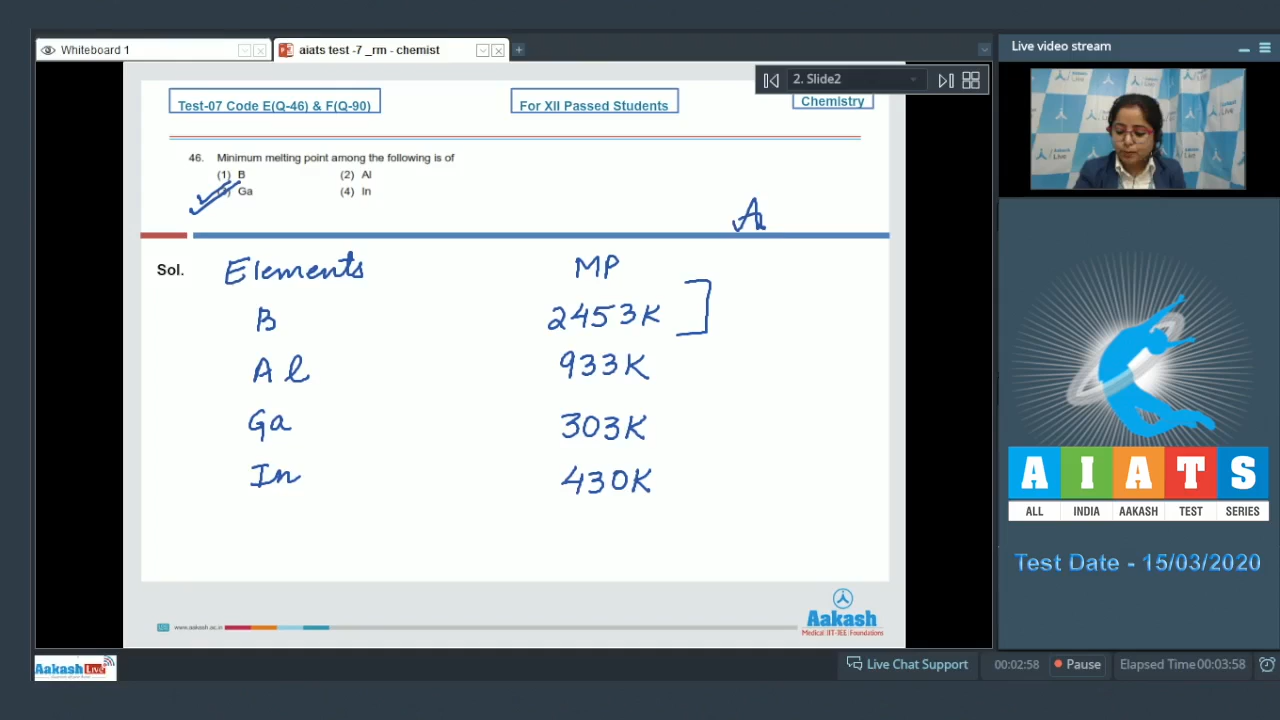 Whiteboard 1
aiats test -7 _rm - chemist
Live video stream
2. Slide2
Test-07 Code E(Q-46) & F(Q-90)
For XII Passed Students
Chemistry
46. Minimum melting point among the following is of
(1) B (2) Al
Ga (4) In
A
Sol. Elements MP
B 2453K
Al 933K
Ga 303K
In 430K
A I A T S
ALL INDIA AAKASH TEST SERIES
Test Date - 15/03/2020
Aakash
Medical IIT-JEE Foundations
www.aakash.ac.in
Aakash Live
Live Chat Support
00:02:58
Pause
Elapsed Time 00:03:58